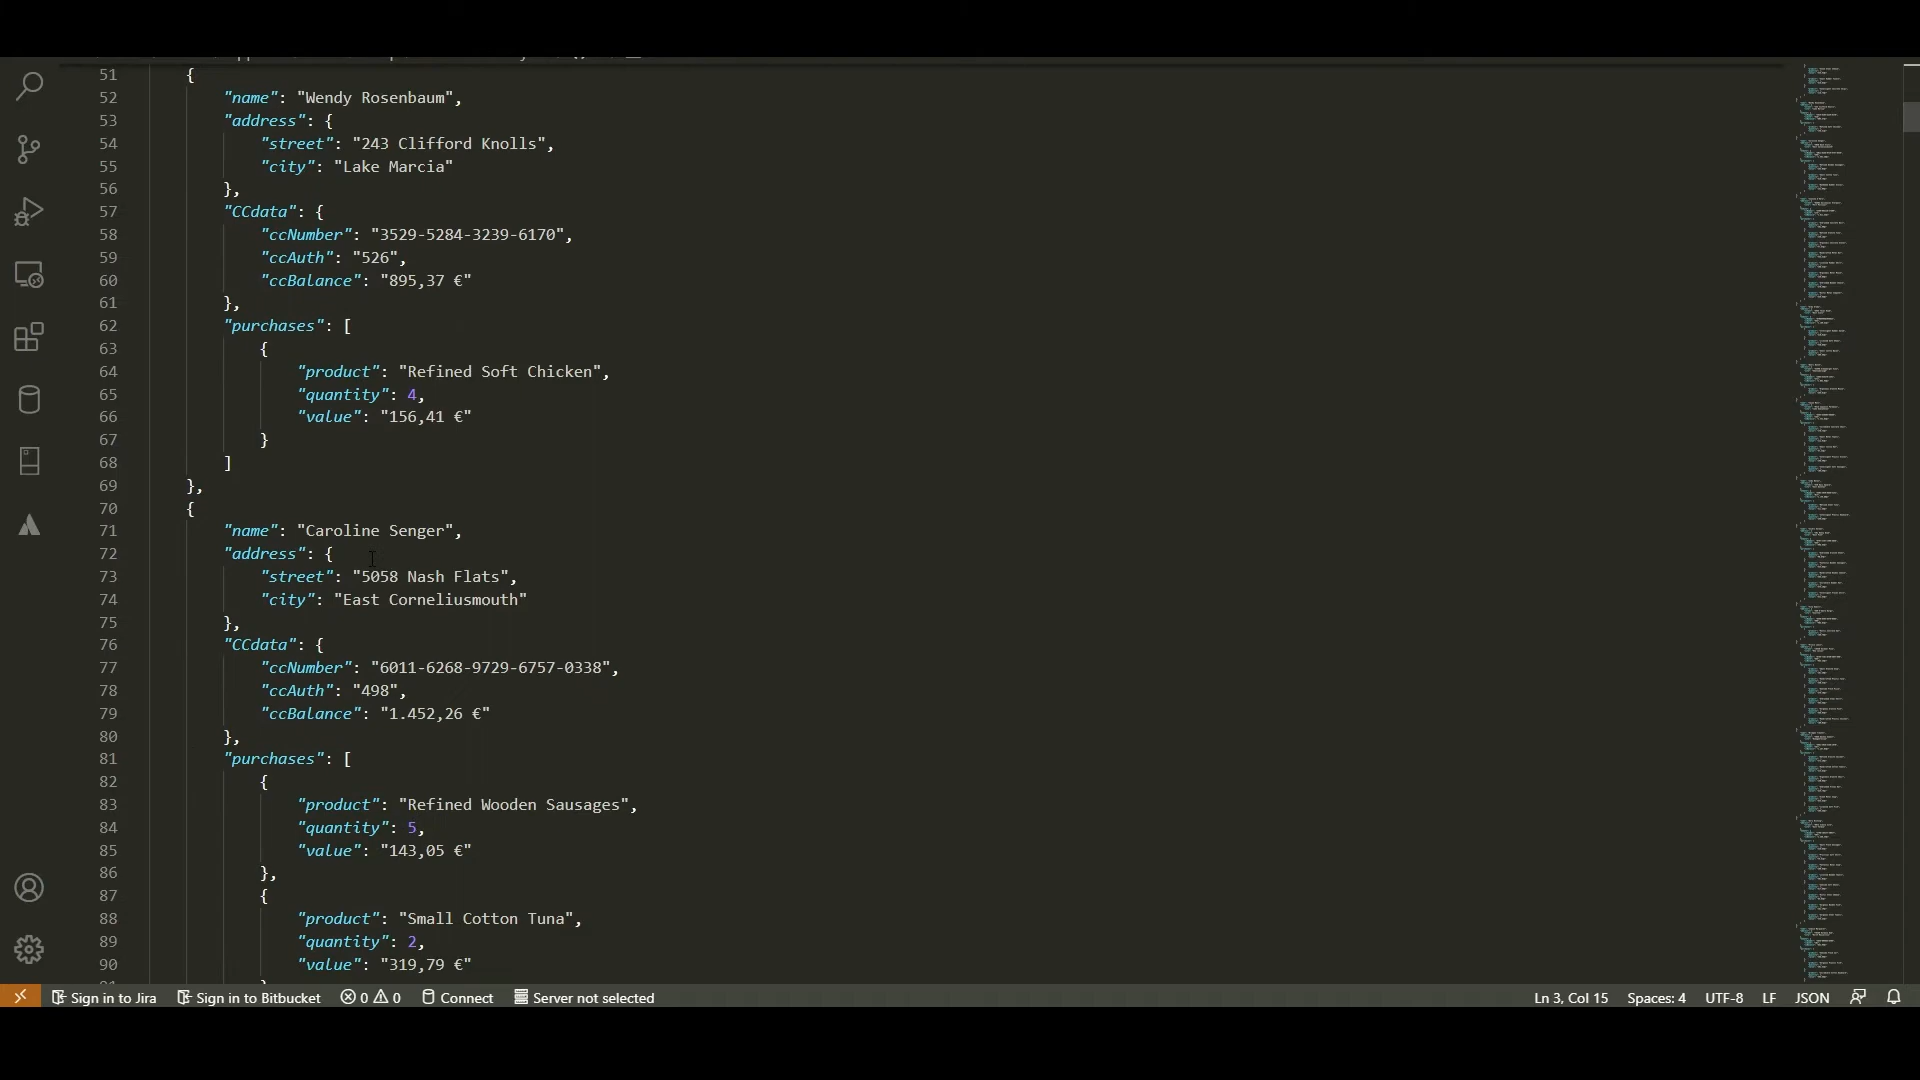 51 {
52 "name": "Wendy Rosenbaum",
53 "address": {
54 "street": "243 Clifford Knolls",
55 "city": "Lake Marcia"
56 },
57 "CCdata": {
58 "ccNumber": "3529-5284-3239-6170",
59 "ccAuth": "526",
60 "ccBalance": "895,37 €"
61 },
62 "purchases": [
63 {
64 "product": "Refined Soft Chicken",
65 "quantity": 4,
66 "value": "156,41 €"
67 }
68 ]
69 },
70 {
71 "name": "Caroline Senger",
72 "address": {
73 "street": "5058 Nash Flats",
74 "city": "East Corneliusmouth"
75 },
76 "CCdata": {
77 "ccNumber": "6011-6268-9729-6757-0338",
78 "ccAuth": "498",
79 "ccBalance": "1.452,26 €"
80 },
81 "purchases": [
82 {
83 "product": "Refined Wooden Sausages",
84 "quantity": 5,
85 "value": "143,05 €"
86 },
87 {
88 "product": "Small Cotton Tuna",
89 "quantity": 2,
90 "value": "319,79 €"
Sign in to Jira Sign in to Bitbucket 0 0 Connect Server not selected Ln 3, Col 15 Spaces: 4 UTF-8 LF JSON